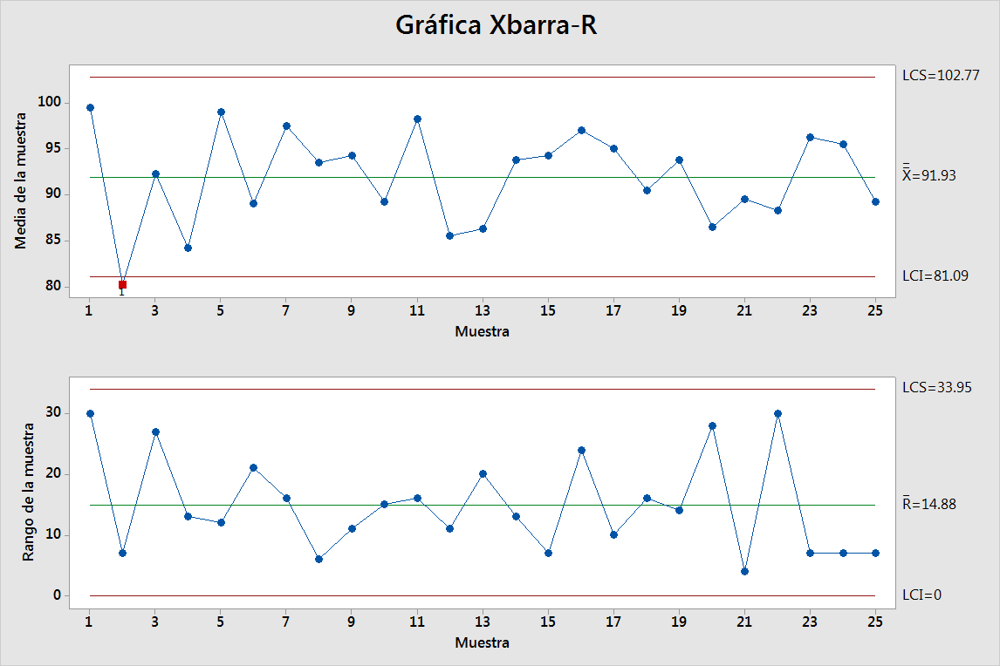 Gráfica Xbarra-R
Media de la muestra
100
95
90
85
80
LCS=102.77
X̿=91.93
LCI=81.09
1
1 3 5 7 9 11 13 15 17 19 21 23 25
Muestra
Rango de la muestra
30
20
10
0
LCS=33.95
R̅=14.88
LCI=0
1 3 5 7 9 11 13 15 17 19 21 23 25
Muestra